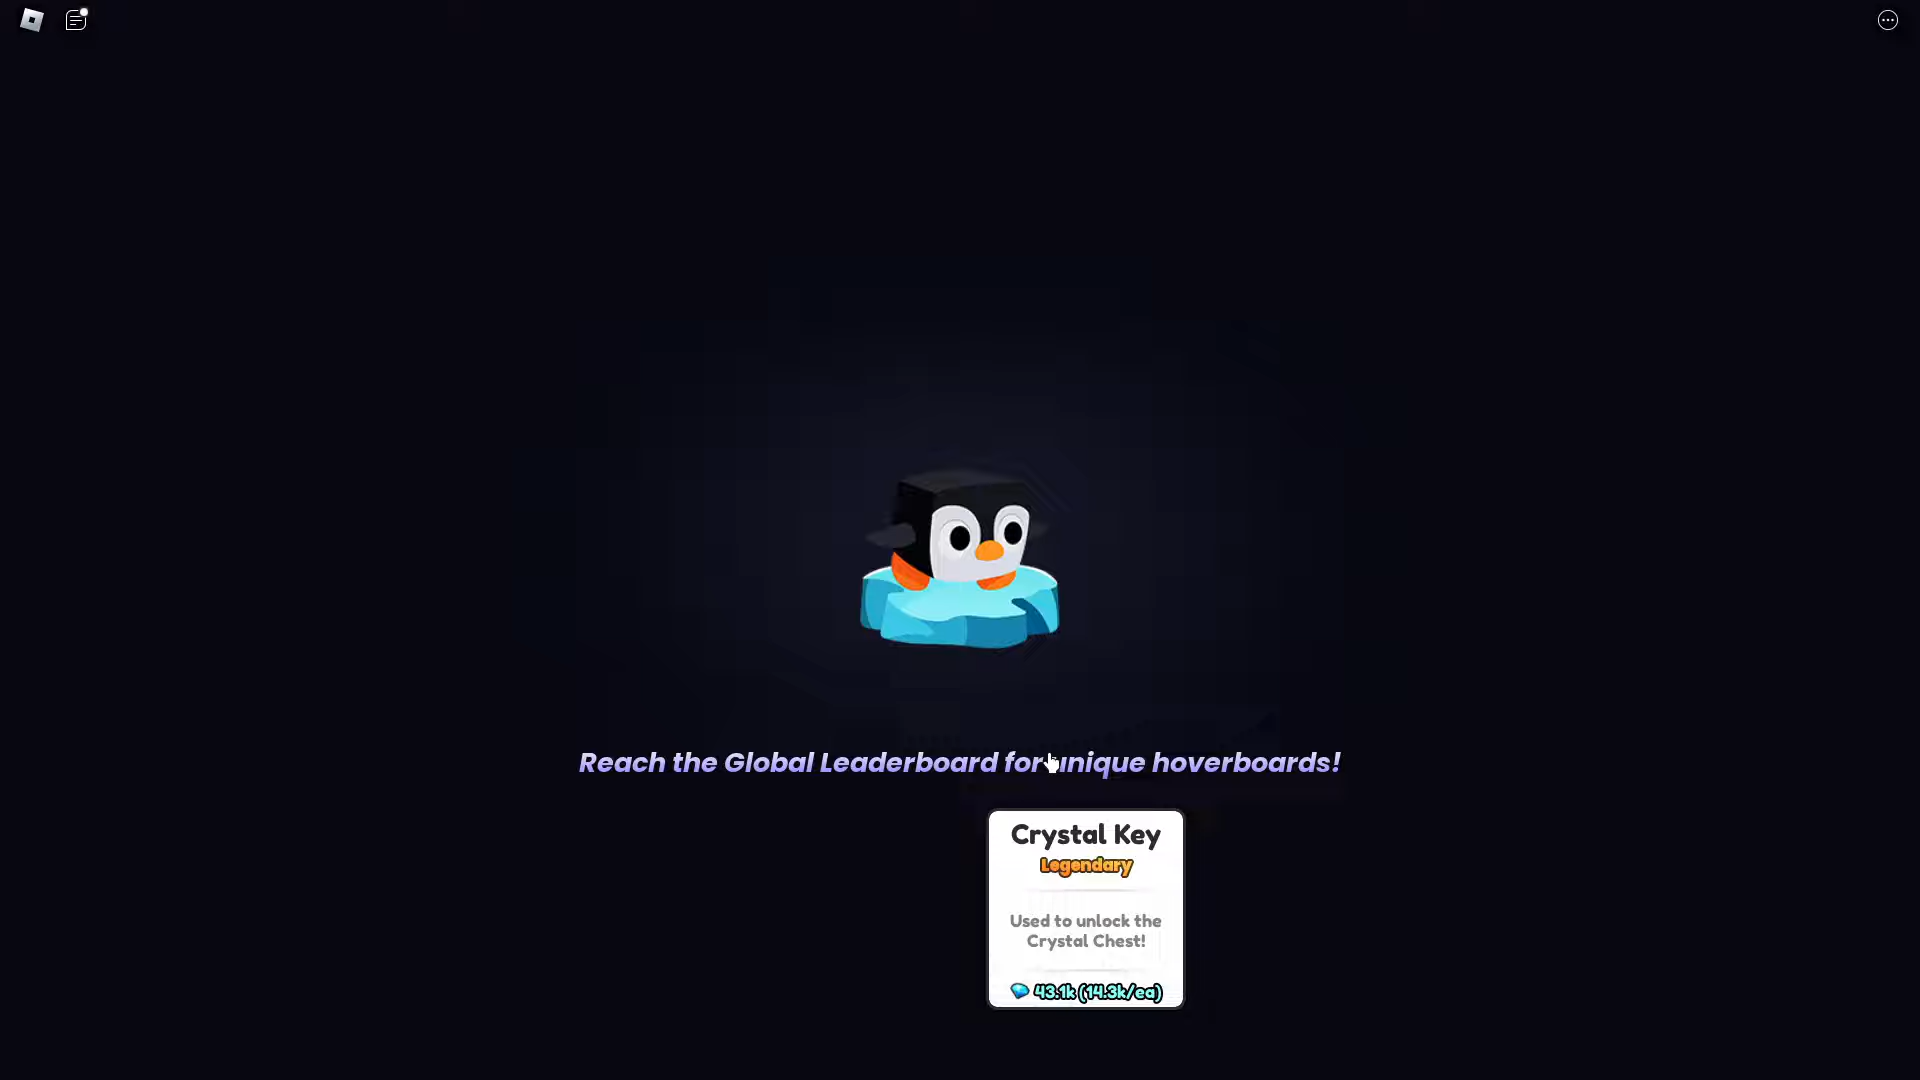 Reach the Global Leaderboard for unique hoverboards!
Crystal Key
Legendary
Used to unlock the
Crystal Chest!
43.1k (14.3k/ea)